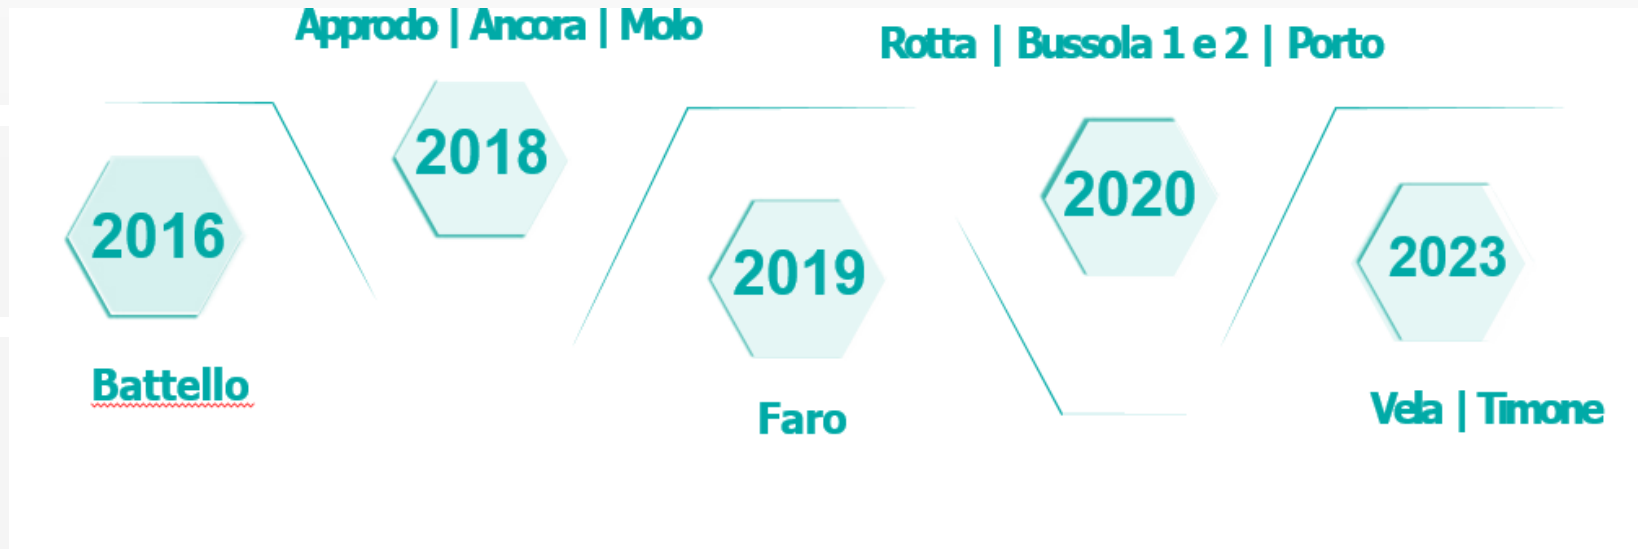 Approdo | Ancora | Molo
Rotta | Bussola 1 e 2 | Porto
2016
2018
2019
2020
2023
Battello
Faro
Vela | Timone